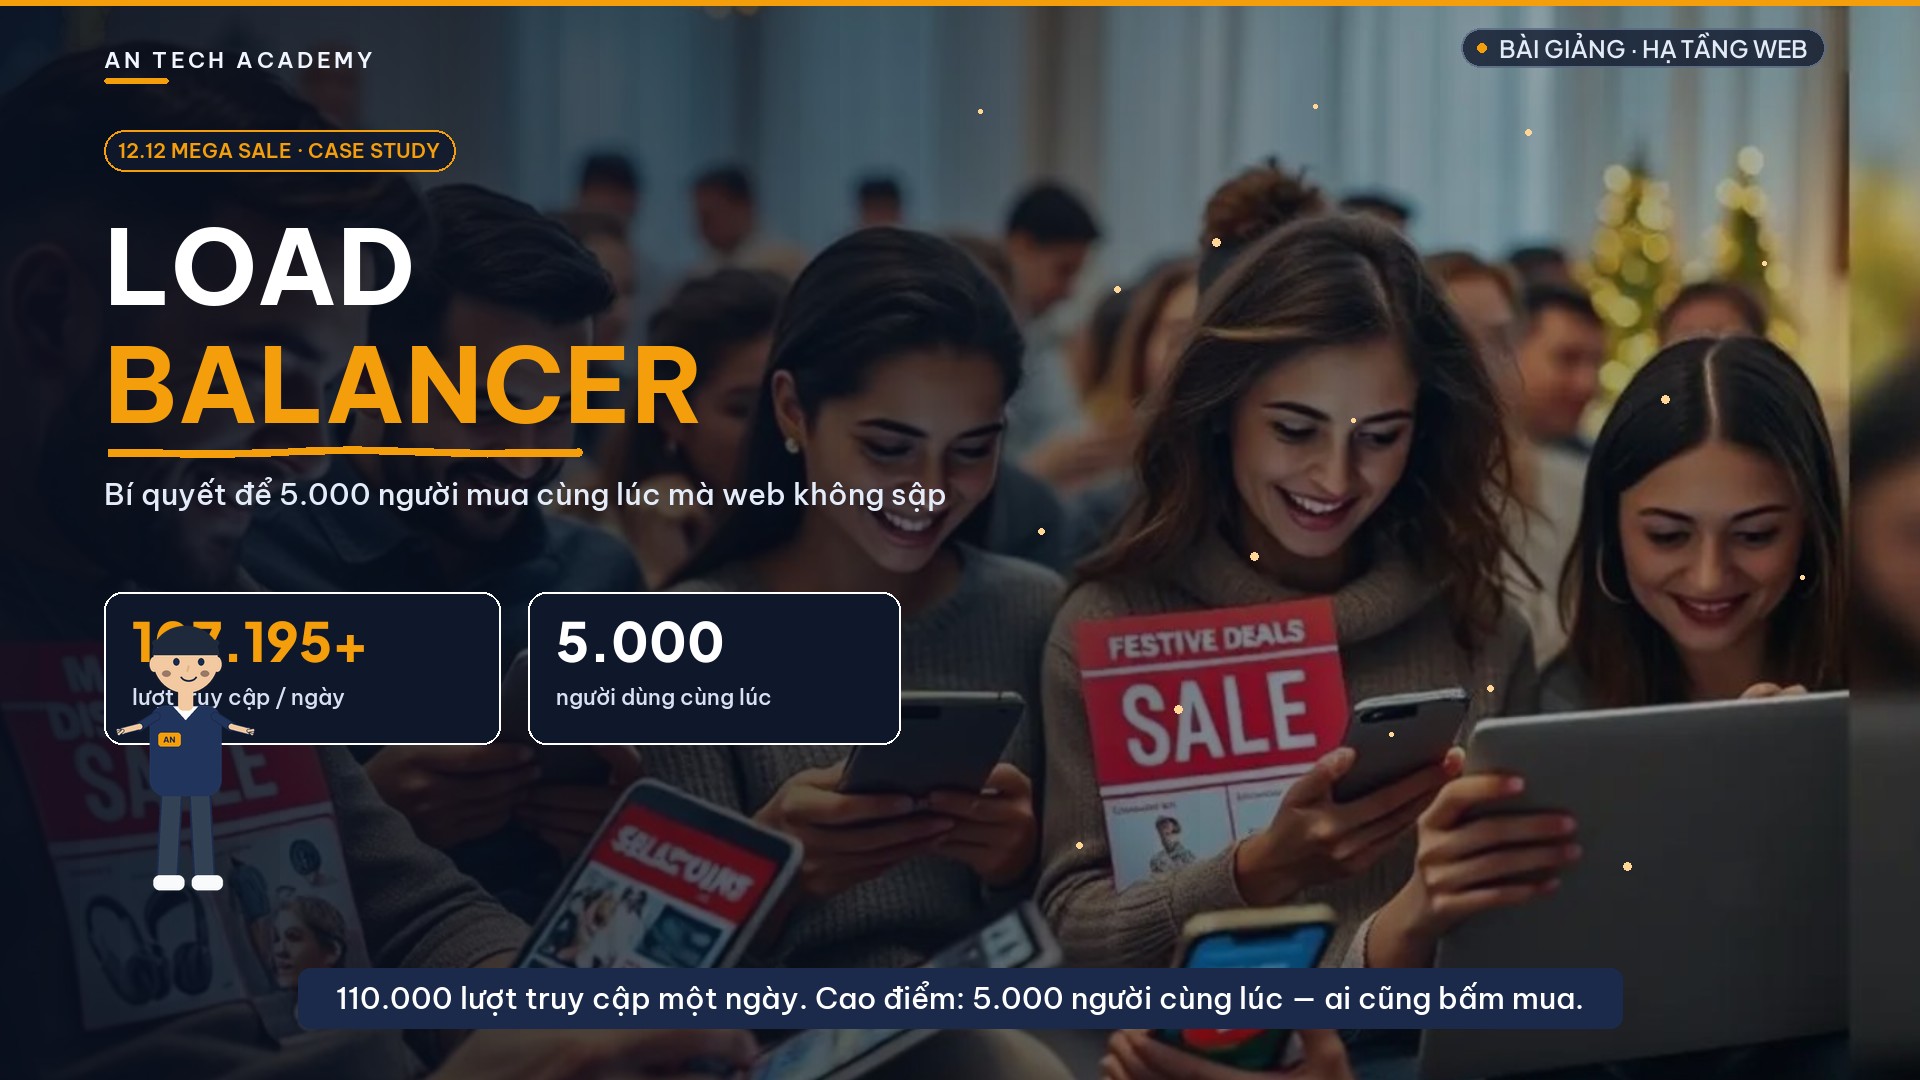 AN TECH ACADEMY
BÀI GIẢNG · HẠ TẦNG WEB
12.12 MEGA SALE · CASE STUDY
LOAD
BALANCER
Bí quyết để 5.000 người mua cùng lúc mà web không sập
.195+
lượt truy cập / ngày
5.000
người dùng cùng lúc
AN
FESTIVE DEALS
SALE
SALE
110.000 lượt truy cập một ngày. Cao điểm: 5.000 người cùng lúc — ai cũng bấm mua.